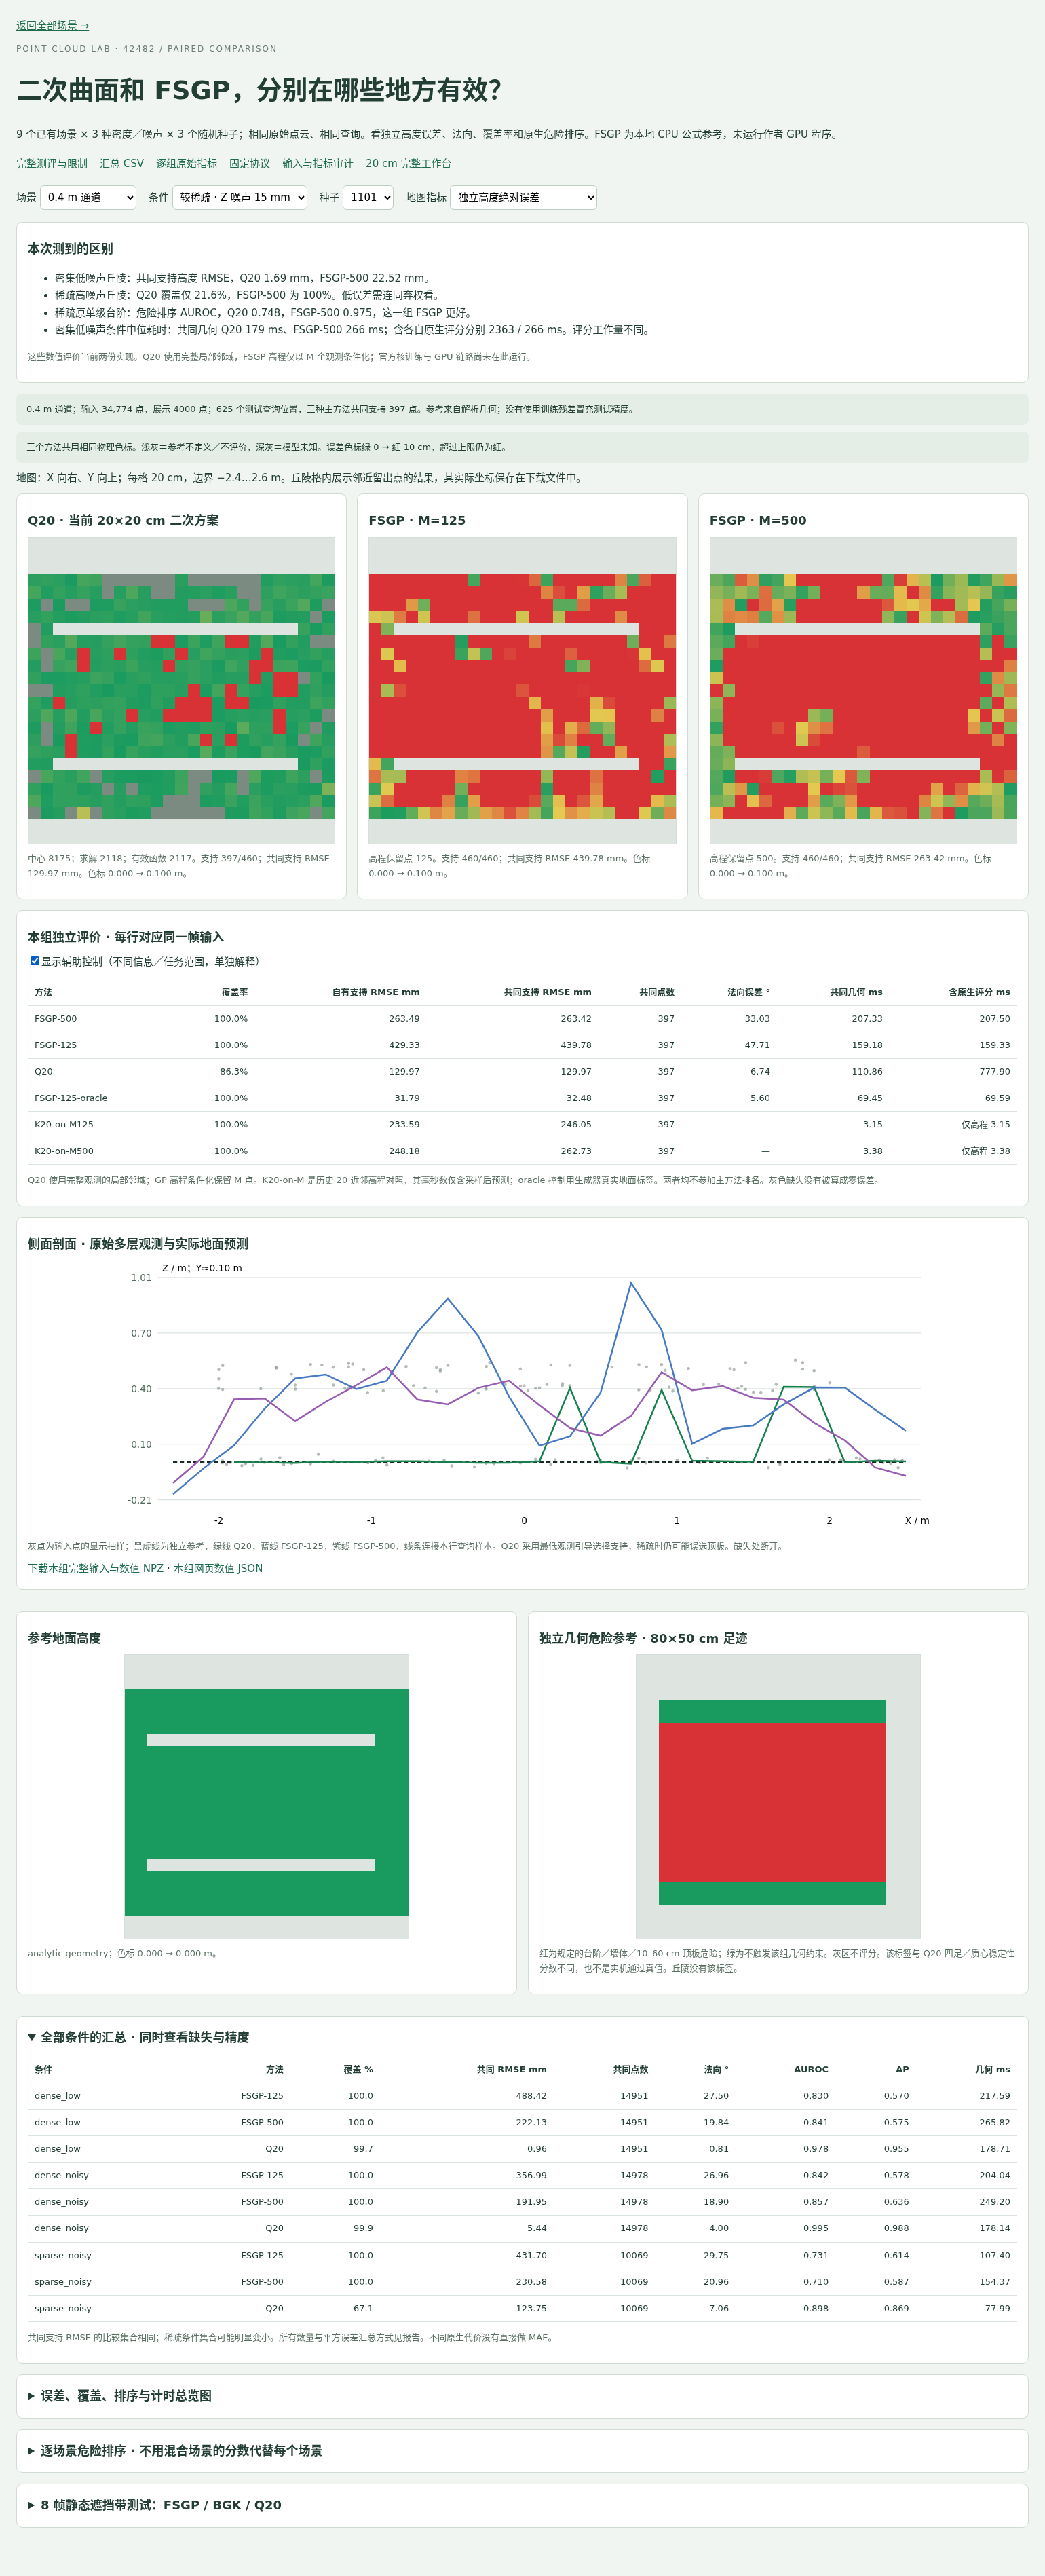 返回全部场景 →
POINT CLOUD LAB · 42482 / PAIRED COMPARISON
二次曲面和 FSGP，分别在哪些地方有效？
9 个已有场景 × 3 种密度／噪声 × 3 个随机种子；相同原始点云、相同查询。看独立高度误差、法向、覆盖率和原生危险排序。FSGP 为本地 CPU 公式参考，未运行作者 GPU 程序。
完整测评与限制 汇总 CSV 逐组原始指标 固定协议 输入与指标审计 20 cm 完整工作台
场景 0.4 m 通道 条件 较稀疏 · Z 噪声 15 mm 种子 1101 地图指标 独立高度绝对误差
本次测到的区别
• 密集低噪声丘陵：共同支持高度 RMSE，Q20 1.69 mm，FSGP-500 22.52 mm。
• 稀疏高噪声丘陵：Q20 覆盖仅 21.6%，FSGP-500 为 100%。低误差需连同弃权看。
• 稀疏原单级台阶：危险排序 AUROC，Q20 0.748，FSGP-500 0.975，这一组 FSGP 更好。
• 密集低噪声条件中位耗时：共同几何 Q20 179 ms、FSGP-500 266 ms；含各自原生评分分别 2363 / 266 ms。评分工作量不同。
这些数值评价当前两份实现。Q20 使用完整局部邻域，FSGP 高程仅以 M 个观测条件化；官方核训练与 GPU 链路尚未在此运行。
0.4 m 通道；输入 34,774 点，展示 4000 点；625 个测试查询位置，三种主方法共同支持 397 点。参考来自解析几何；没有使用训练残差冒充测试精度。
三个方法共用相同物理色标。浅灰＝参考不定义／不评价，深灰＝模型未知。误差色标绿 0 → 红 10 cm，超过上限仍为红。
地图：X 向右、Y 向上；每格 20 cm，边界 −2.4…2.6 m。丘陵格内展示邻近留出点的结果，其实际坐标保存在下载文件中。
Q20 · 当前 20×20 cm 二次方案
中心 8175；求解 2118；有效函数 2117。支持 397/460；共同支持 RMSE
129.97 mm。色标 0.000 → 0.100 m。
FSGP · M=125
高程保留点 125。支持 460/460；共同支持 RMSE 439.78 mm。色标
0.000 → 0.100 m。
FSGP · M=500
高程保留点 500。支持 460/460；共同支持 RMSE 263.42 mm。色标
0.000 → 0.100 m。
本组独立评价 · 每行对应同一帧输入
显示辅助控制（不同信息／任务范围，单独解释）
方法 覆盖率 自有支持 RMSE mm 共同支持 RMSE mm 共同点数 法向误差 ° 共同几何 ms 含原生评分 ms
FSGP-500 100.0% 263.49 263.42 397 33.03 207.33 207.50
FSGP-125 100.0% 429.33 439.78 397 47.71 159.18 159.33
Q20 86.3% 129.97 129.97 397 6.74 110.86 777.90
FSGP-125-oracle 100.0% 31.79 32.48 397 5.60 69.45 69.59
K20-on-M125 100.0% 233.59 246.05 397 — 3.15 仅高程 3.15
K20-on-M500 100.0% 248.18 262.73 397 — 3.38 仅高程 3.38
Q20 使用完整观测的局部邻域；GP 高程条件化保留 M 点。K20-on-M 是历史 20 近邻高程对照，其毫秒数仅含采样后预测；oracle 控制用生成器真实地面标签。两者均不参加主方法排名。灰色缺失没有被算成零误差。
侧面剖面 · 原始多层观测与实际地面预测
Z / m；Y≈0.10 m
1.01
0.70
0.40
0.10
-0.21
-2 -1 0 1 2 X / m
灰点为输入点的显示抽样；黑虚线为独立参考，绿线 Q20，蓝线 FSGP-125，紫线 FSGP-500，线条连接本行查询样本。Q20 采用最低观测引导选择支持，稀疏时仍可能误选顶板。缺失处断开。
下载本组完整输入与数值 NPZ · 本组网页数值 JSON
参考地面高度
analytic geometry；色标 0.000 → 0.000 m。
独立几何危险参考 · 80×50 cm 足迹
红为规定的台阶／墙体／10–60 cm 顶板危险；绿为不触发该组几何约束。灰区不评分。该标签与 Q20 四足／质心稳定性
分数不同，也不是实机通过真值。丘陵没有该标签。
▼ 全部条件的汇总 · 同时查看缺失与精度
条件 方法 覆盖 % 共同 RMSE mm 共同点数 法向 ° AUROC AP 几何 ms
dense_low FSGP-125 100.0 488.42 14951 27.50 0.830 0.570 217.59
dense_low FSGP-500 100.0 222.13 14951 19.84 0.841 0.575 265.82
dense_low Q20 99.7 0.96 14951 0.81 0.978 0.955 178.71
dense_noisy FSGP-125 100.0 356.99 14978 26.96 0.842 0.578 204.04
dense_noisy FSGP-500 100.0 191.95 14978 18.90 0.857 0.636 249.20
dense_noisy Q20 99.9 5.44 14978 4.00 0.995 0.988 178.14
sparse_noisy FSGP-125 100.0 431.70 10069 29.75 0.731 0.614 107.40
sparse_noisy FSGP-500 100.0 230.58 10069 20.96 0.710 0.587 154.37
sparse_noisy Q20 67.1 123.75 10069 7.06 0.898 0.869 77.99
共同支持 RMSE 的比较集合相同；稀疏条件集合可能明显变小。所有数量与平方误差汇总方式见报告。不同原生代价没有直接做 MAE。
▶ 误差、覆盖、排序与计时总览图
▶ 逐场景危险排序 · 不用混合场景的分数代替每个场景
▶ 8 帧静态遮挡带测试：FSGP / BGK / Q20